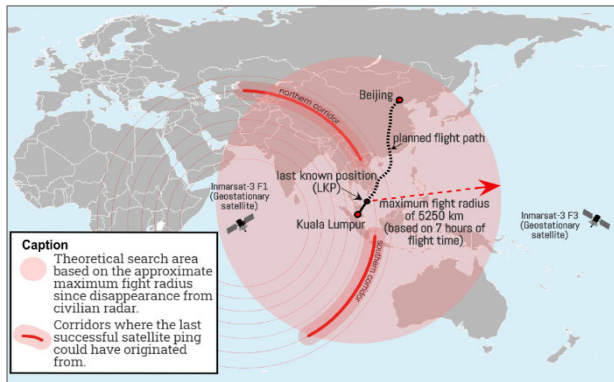 northern corridor
Beijing
planned flight path
last known position
(LKP)
Inmarsat-3 F1
(Geostationary
satellite)
maximum fight radius
of 5250 km
(based on 7 hours of
flight time)
Kuala Lumpur
Inmarsat-3 F3
(Geostationary
satellite)
southern corridor
Caption
Theoretical search area
based on the approximate
maximum fight radius
since disappearance from
civilian radar.
Corridors where the last
successful satellite ping
could have originated
from.